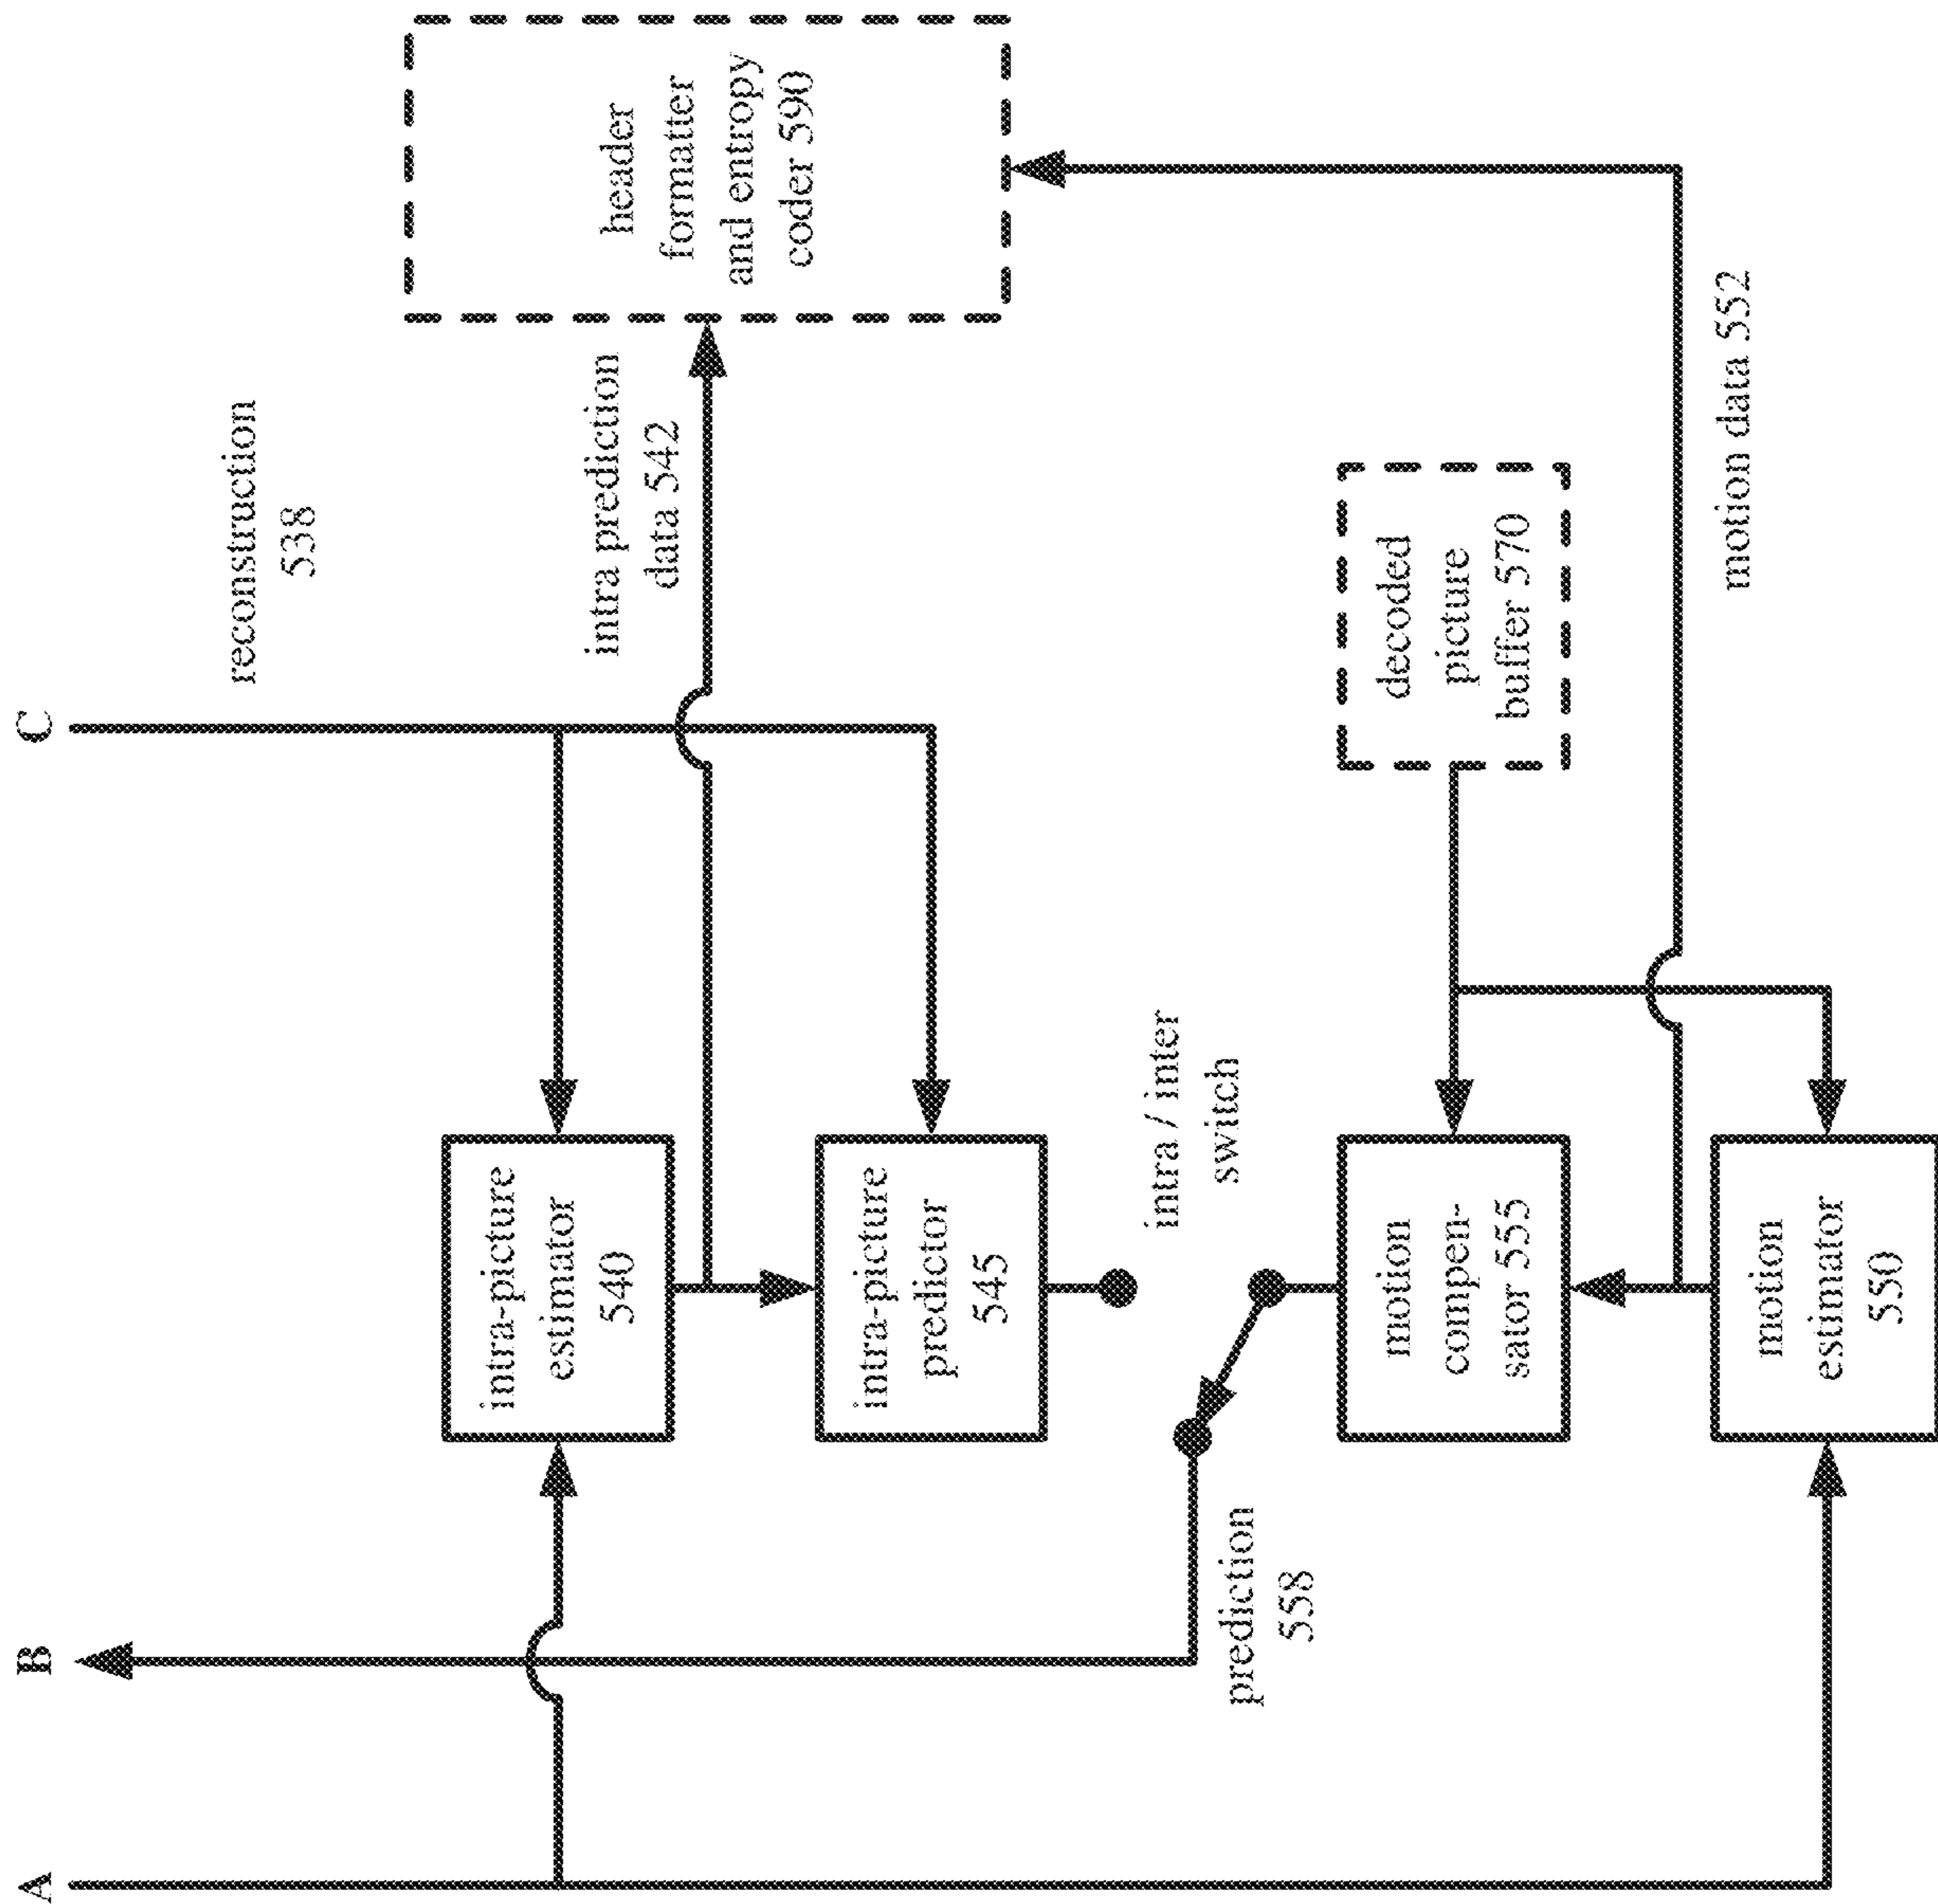 A
B
C
reconstruction
538
header
formatter
and entropy
coder 590
intra-picture
estimator
540
intra prediction
data 542
intra-picture
predictor
545
intra / inter
switch
prediction
558
motion
compen-
sator 555
decoded
picture
buffer 570
motion
estimator
550
motion data 552